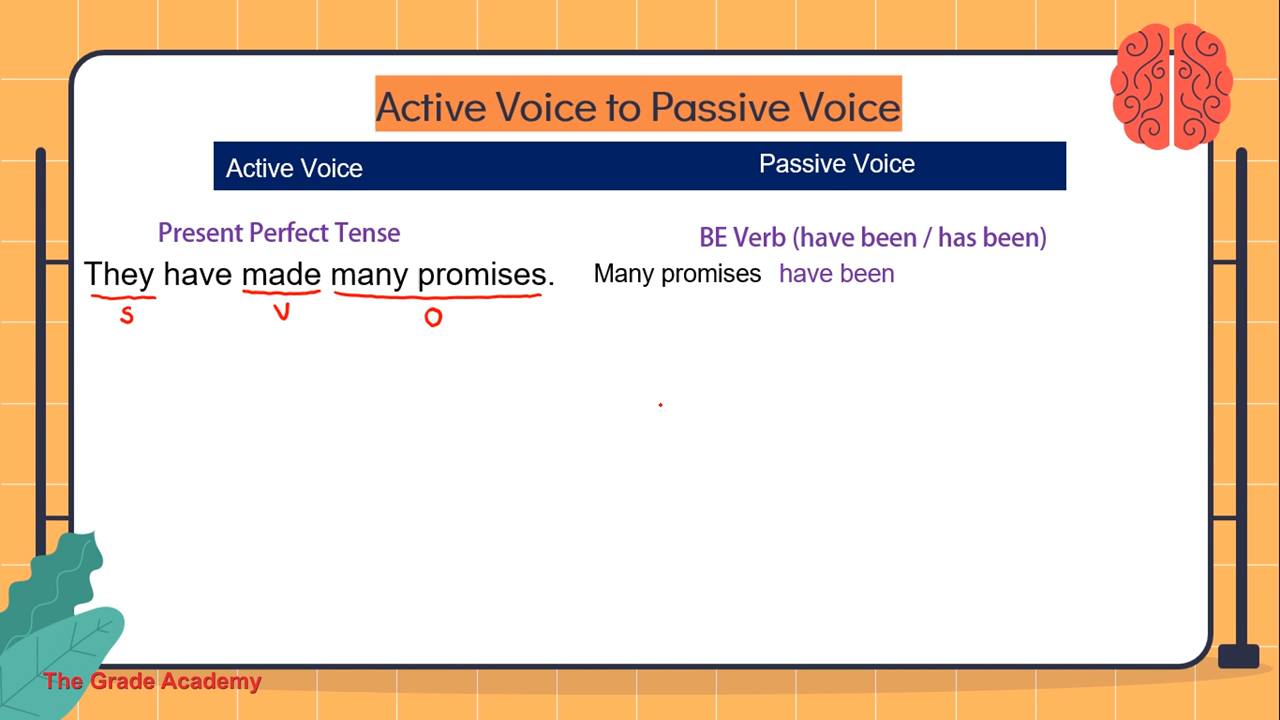 Active Voice to Passive Voice
Active Voice
Passive Voice
Present Perfect Tense
BE Verb (have been / has been)
They have made many promises.
Many promises have been
S
V
O
The Grade Academy